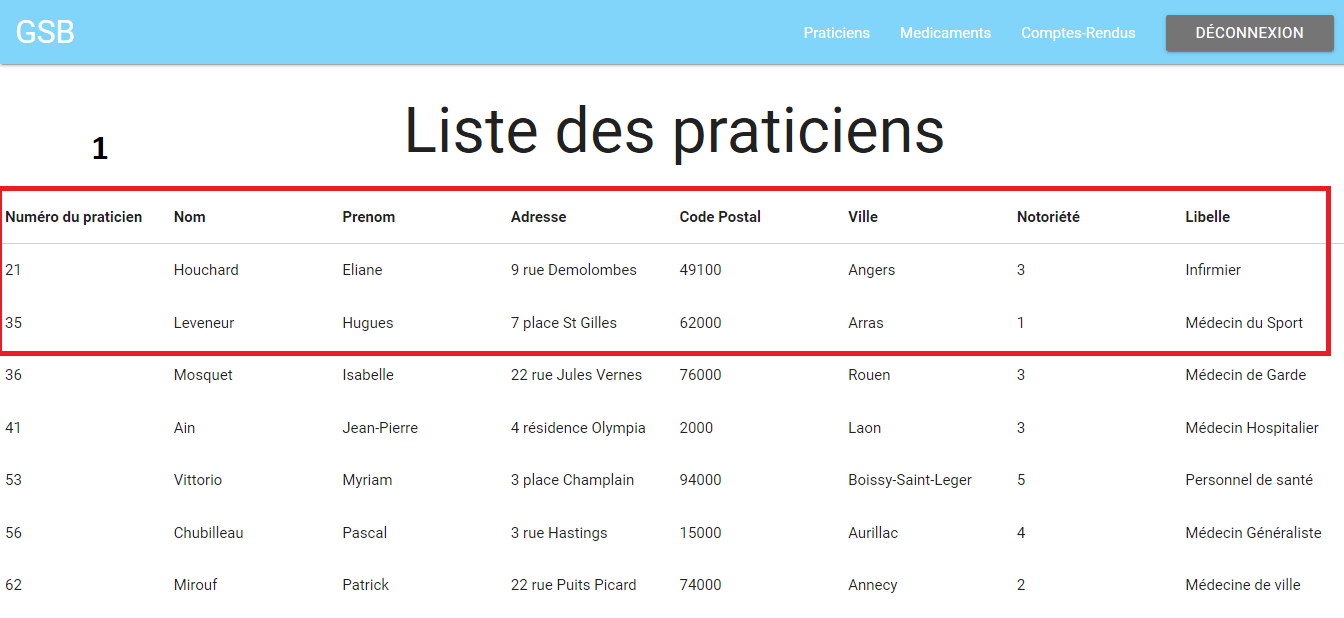 GSB Praticiens Medicaments Comptes-Rendus DÉCONNEXION
Liste des praticiens
1
Numéro du praticien Nom Prenom Adresse Code Postal Ville Notoriété Libelle
21 Houchard Eliane 9 rue Demolombes 49100 Angers 3 Infirmier
35 Leveneur Hugues 7 place St Gilles 62000 Arras 1 Médecin du Sport
36 Mosquet Isabelle 22 rue Jules Vernes 76000 Rouen 3 Médecin de Garde
41 Ain Jean-Pierre 4 résidence Olympia 2000 Laon 3 Médecin Hospitalier
53 Vittorio Myriam 3 place Champlain 94000 Boissy-Saint-Leger 5 Personnel de santé
56 Chubilleau Pascal 3 rue Hastings 15000 Aurillac 4 Médecin Généraliste
62 Mirouf Patrick 22 rue Puits Picard 74000 Annecy 2 Médecine de ville